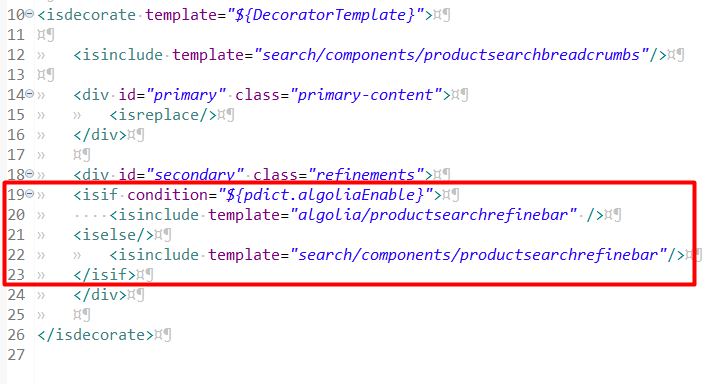 10 <isdecorate template="${DecoratorTemplate}">¤¶
11 ¤¶
12 » <isinclude·template="search/components/productsearchbreadcrumbs"/>¤¶
13 ¤¶
14 » <div·id="primary"·class="primary-content">¤¶
15 » » <isreplace/>¤¶
16 » </div>¤¶
17 » ¤¶
18 » <div·id="secondary"·class="refinements">¤¶
19 » <isif·condition="${pdict.algoliaEnable}">¤¶
20 » ····<isinclude·template="algolia/productsearchrefinebar"·/>¤¶
21 » <iselse/>¤¶
22 » » <isinclude·template="search/components/productsearchrefinebar"/>¤¶
23 » </isif>¤¶
24 » </div>¤¶
25 » ¤¶
26 </isdecorate>¤¶
27